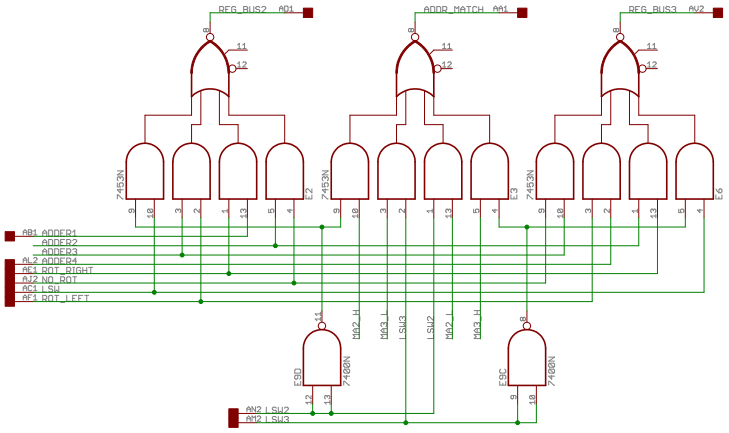 REG_BUS2 AD1
ADDR_MATCH AA1
REG_BUS3 AV2
8 8 8
11 11 11
12 12 12
7453N E2 7453N E3 7453N E6
9 10 3 2 1 13 5 4 9 10 3 2 1 13 5 4 9 10 3 2 1 13 5 4
AB1 ADDER1
ADDER2
ADDER3
AL2 ADDER4
AE1 ROT_RIGHT
AJ2 NO_ROT
AC1 LSW
AF1 ROT_LEFT
11 MA2_H MA3_L LSW3 LSW2 MA2_L MA3_H 8
E9D 7400N E9C 7400N
12 13 9 10
AN2 LSW2
AM2 LSW3